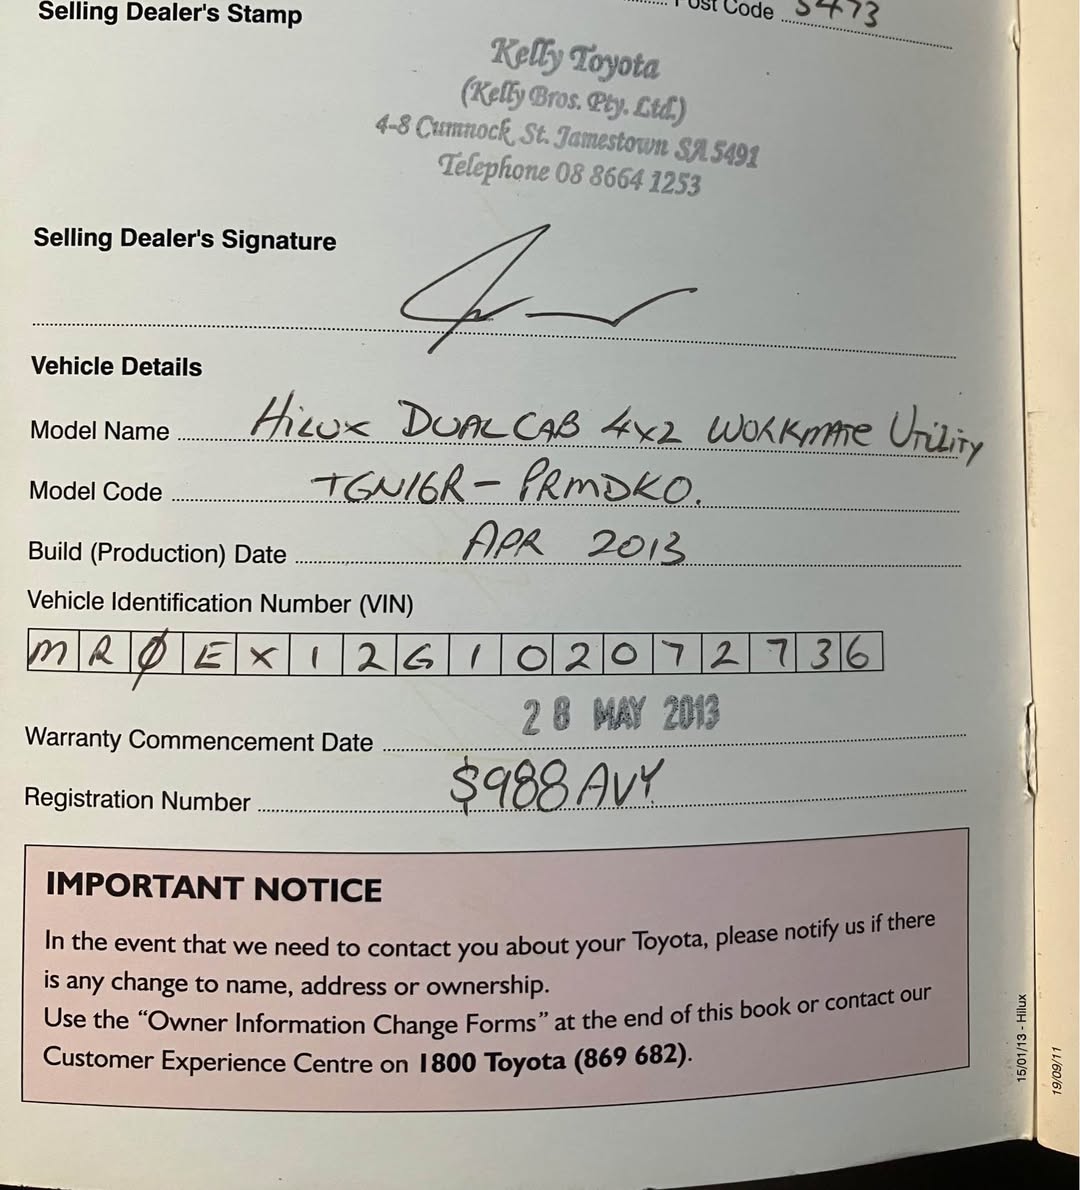 Post Code 5473
Selling Dealer's Stamp
Kelly Toyota
(Kelly Bros. Pty. Ltd.)
4-8 Cumnock St. Jamestown SA 5491
Telephone 08 8664 1253
Selling Dealer's Signature
Vehicle Details
Model Name HiLUX DUAL CAB 4x2 WORKMATE UTILITY
Model Code TGN16R - PRMDKO.
Build (Production) Date APR 2013
Vehicle Identification Number (VIN)
MRØEX12G102072736
Warranty Commencement Date 28 MAY 2013
Registration Number S988AVY
IMPORTANT NOTICE
In the event that we need to contact you about your Toyota, please notify us if there
is any change to name, address or ownership.
Use the “Owner Information Change Forms” at the end of this book or contact our
Customer Experience Centre on 1800 Toyota (869 682).
15/01/13 - Hilux
19/09/11